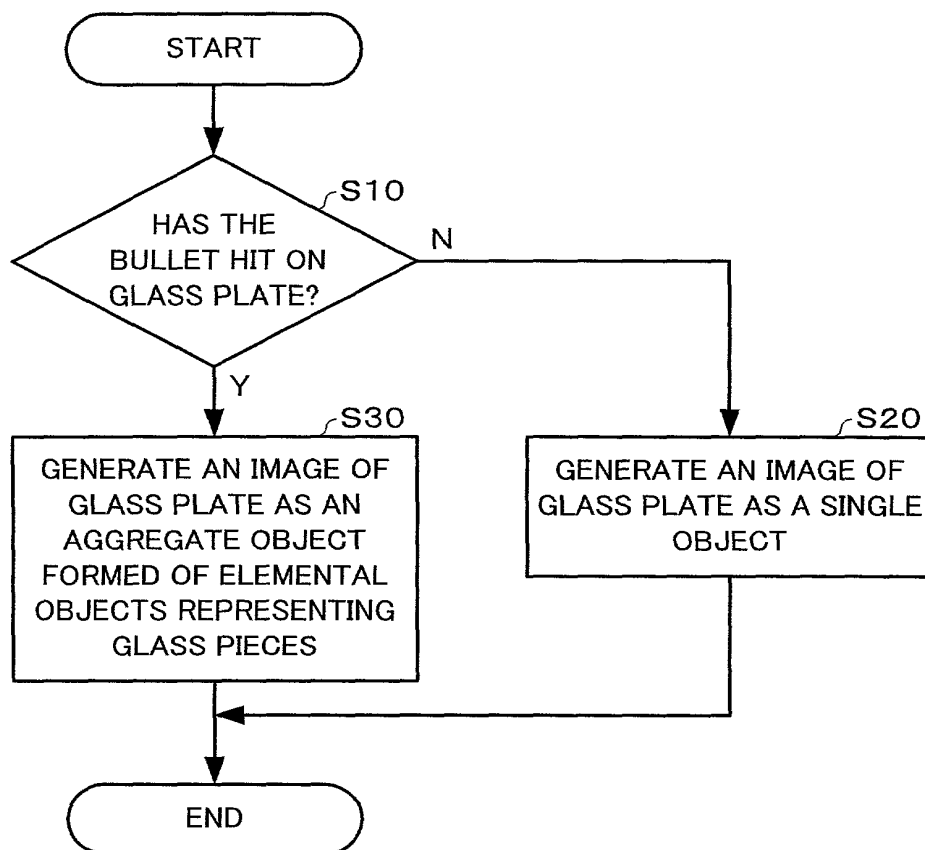 START
S10
HAS THE
BULLET HIT ON
GLASS PLATE?
N
Y
S30
GENERATE AN IMAGE OF
GLASS PLATE AS AN
AGGREGATE OBJECT
FORMED OF ELEMENTAL
OBJECTS REPRESENTING
GLASS PIECES
S20
GENERATE AN IMAGE OF
GLASS PLATE AS A SINGLE
OBJECT
END